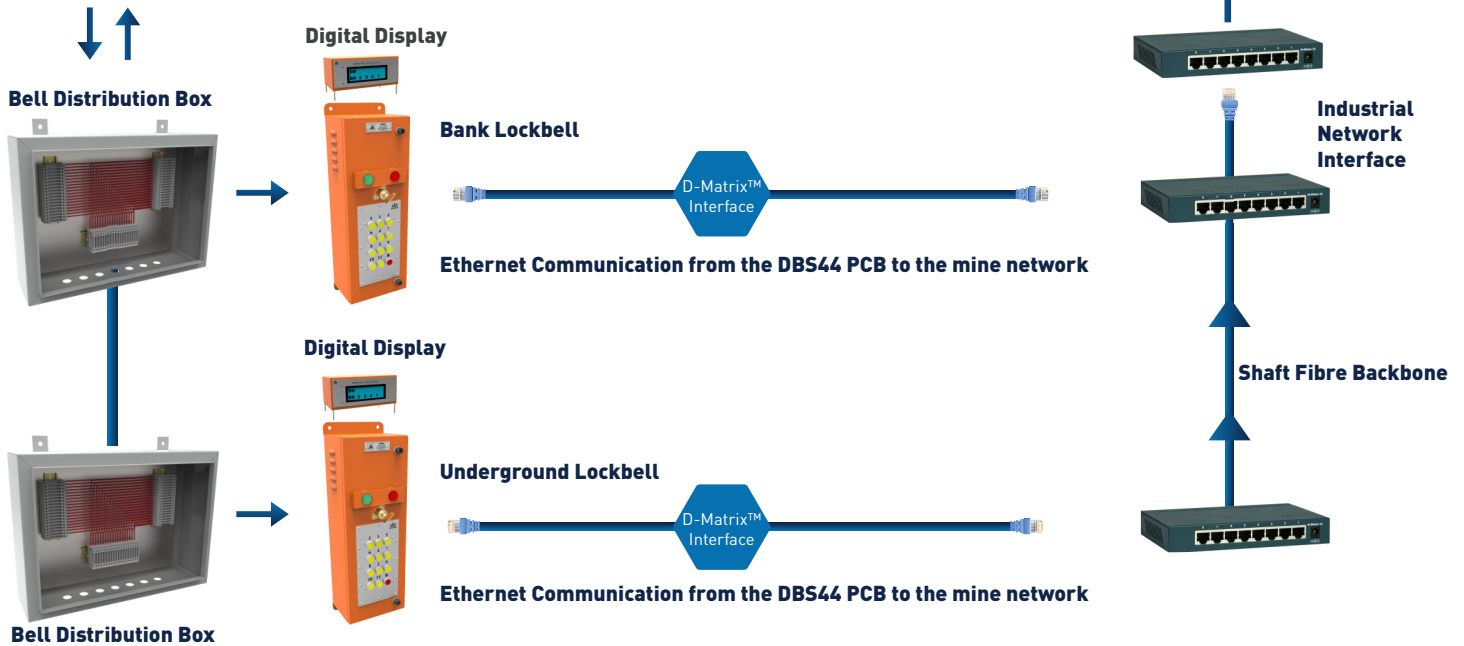 Digital Display
Bell Distribution Box
Bank Lockbell
D-Matrix™
Interface
Industrial
Network
Interface
Ethernet Communication from the DBS44 PCB to the mine network
Digital Display
Shaft Fibre Backbone
Underground Lockbell
D-Matrix™
Interface
Ethernet Communication from the DBS44 PCB to the mine network
Bell Distribution Box